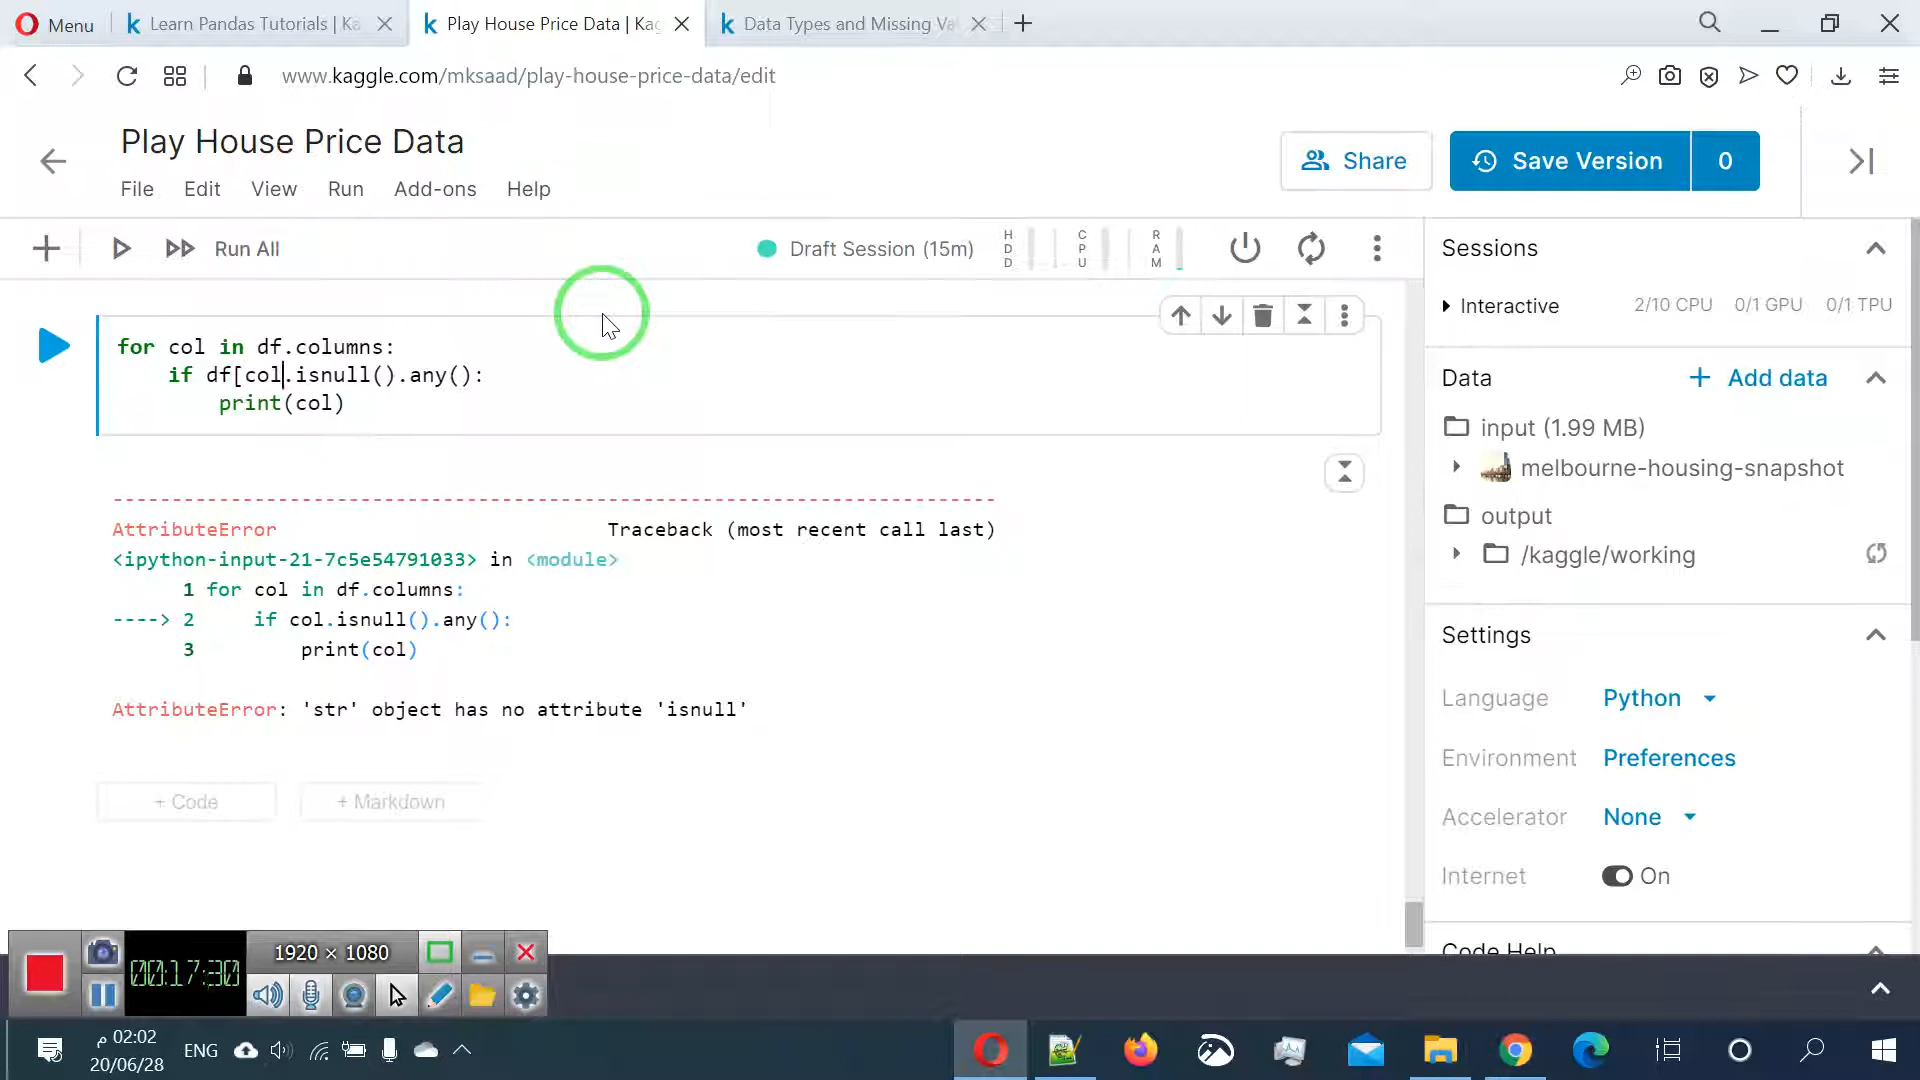 Menu
Learn Pandas Tutorials | Ka
Play House Price Data | Kag
Data Types and Missing Va
www.kaggle.com/mksaad/play-house-price-data/edit
Play House Price Data
File Edit View Run Add-ons Help
Share
Save Version 0
Run All
Draft Session (15m)
HDD
CPU
RAM
for col in df.columns:
if df[col.isnull().any():
print(col)
---------------------------------------------------------------------------
AttributeError Traceback (most recent call last)
<ipython-input-21-7c5e54791033> in <module>
1 for col in df.columns:
----> 2 if col.isnull().any():
3 print(col)
AttributeError: 'str' object has no attribute 'isnull'
+ Code
+ Markdown
Sessions
Interactive 2/10 CPU 0/1 GPU 0/1 TPU
Data
+ Add data
input (1.99 MB)
melbourne-housing-snapshot
output
/kaggle/working
Settings
Language Python
Environment Preferences
Accelerator None
Internet On
Code Help
1920 × 1080
00:17:30
02:02 م
20/06/28
ENG